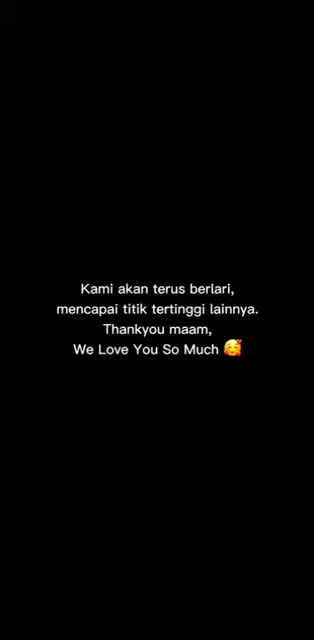 Kami akan terus berlari,
mencapai titik tertinggi lainnya.
Thankyou maam,
We Love You So Much 🥰